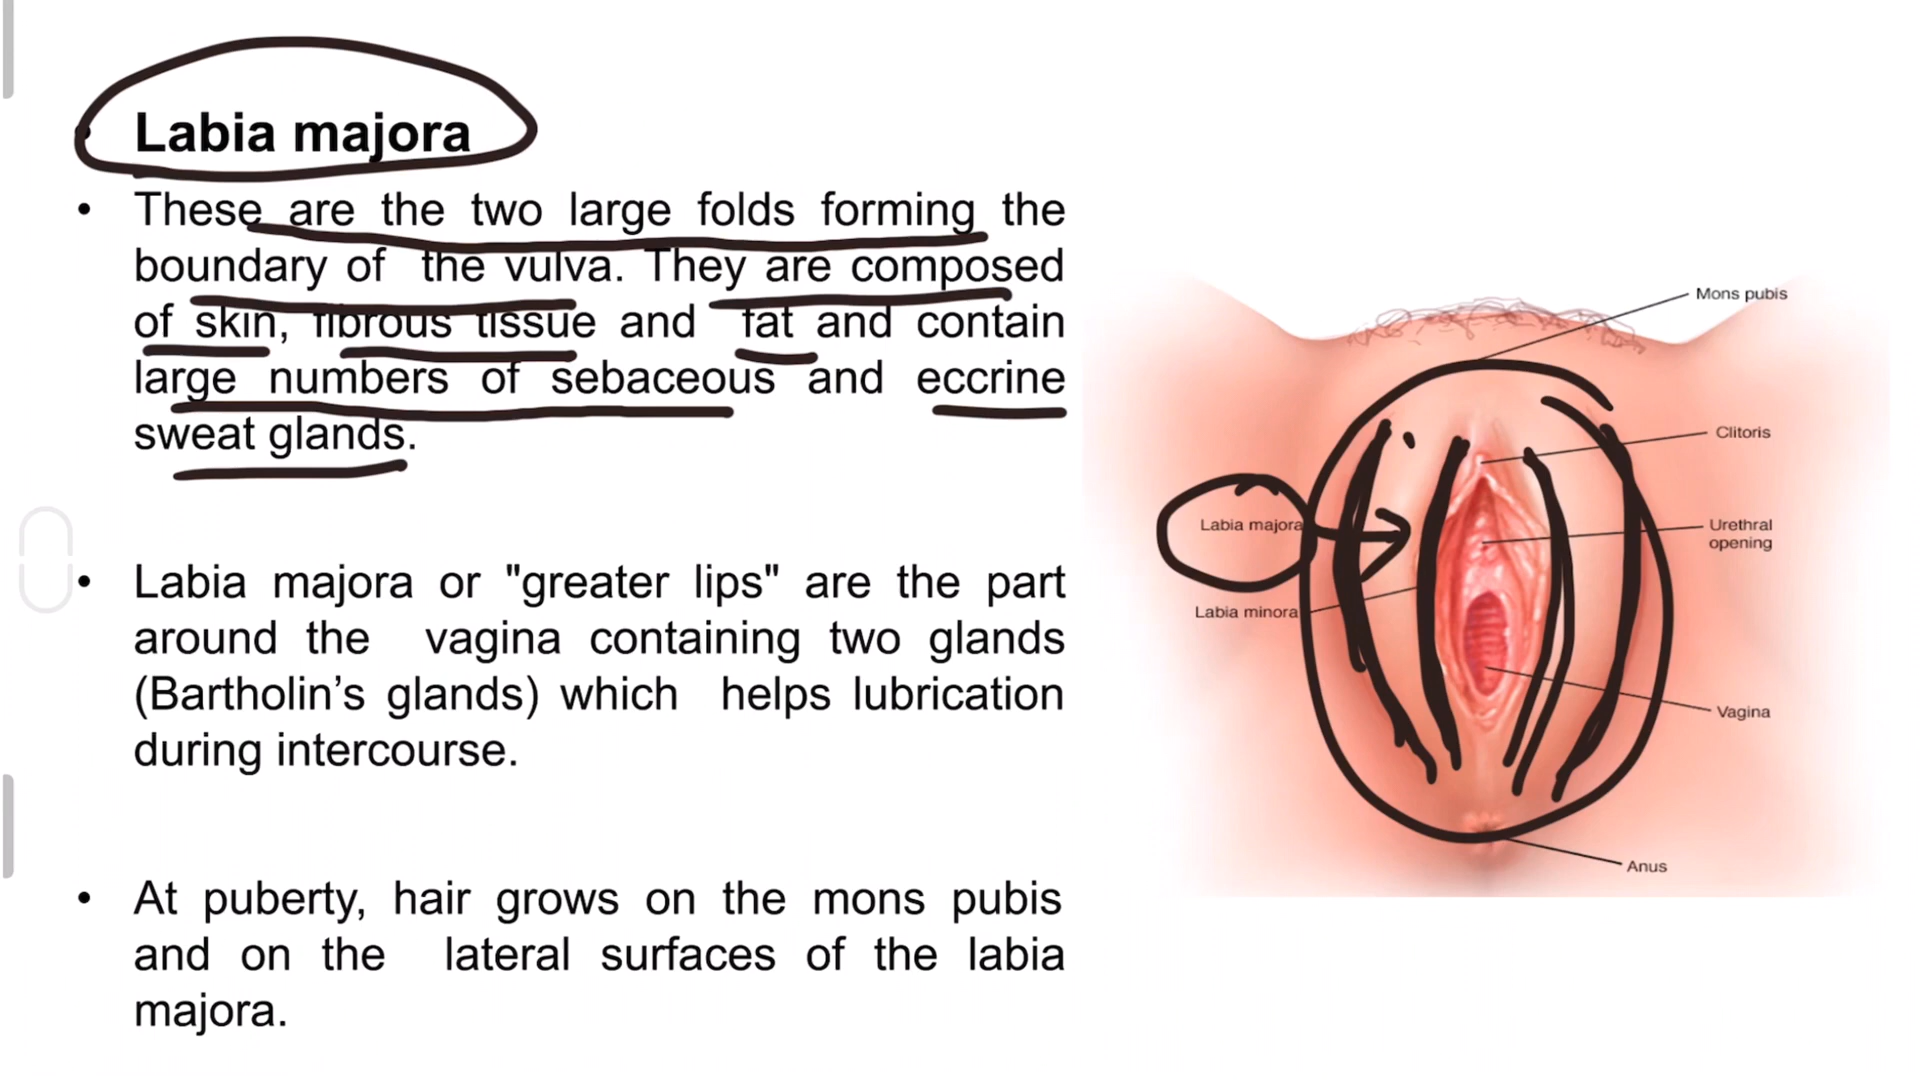 Labia majora
• These are the two large folds forming the
boundary of the vulva. They are composed
of skin, fibrous tissue and fat and contain
large numbers of sebaceous and eccrine
sweat glands.
• Labia majora or "greater lips" are the part
around the vagina containing two glands
(Bartholin’s glands) which helps lubrication
during intercourse.
• At puberty, hair grows on the mons pubis
and on the lateral surfaces of the labia
majora.
Mons pubis
Clitoris
Labia majora
Urethral
opening
Labia minora
Vagina
Anus